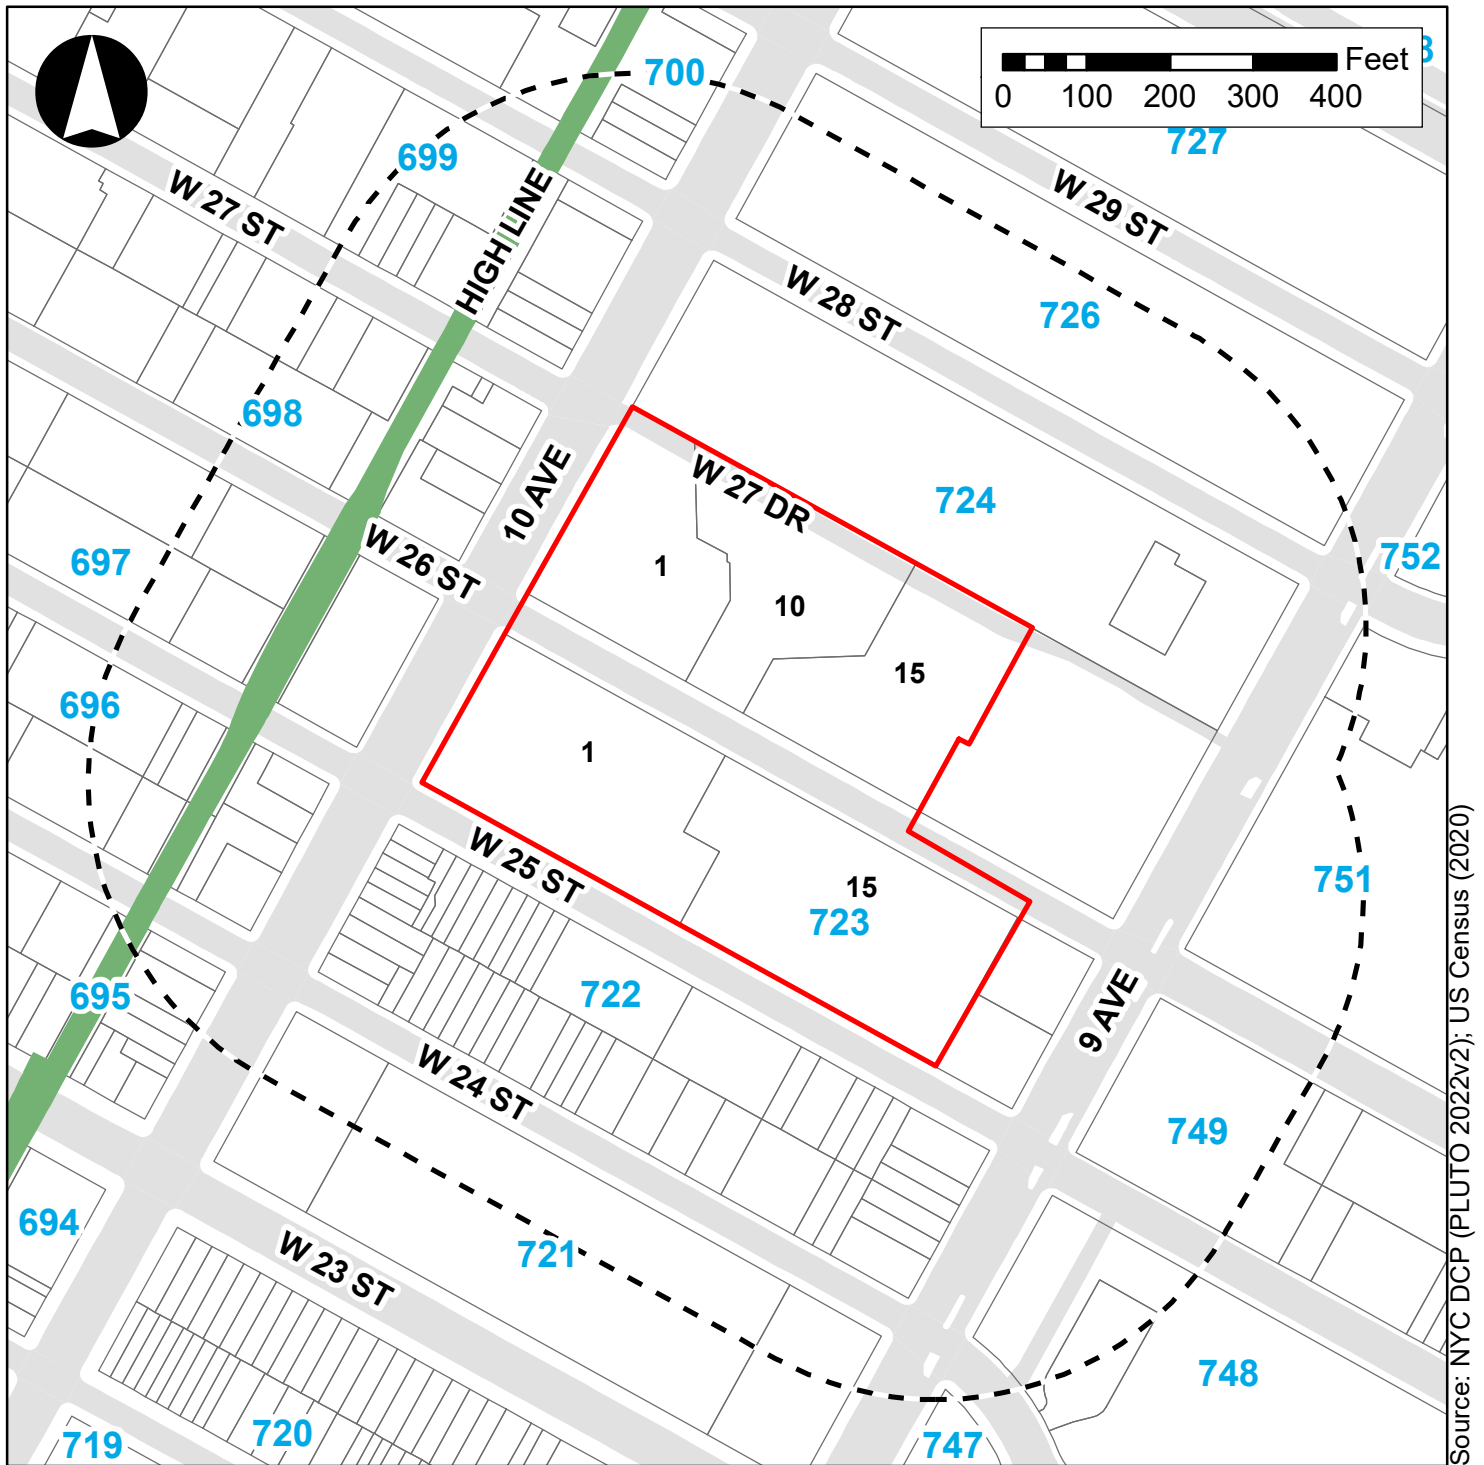 700
Feet
0 100 200 300 400
727
699
W 27 ST
HIGH LINE
W 29 ST
W 28 ST
726
698
10 AVE
W 27 DR
724
W 26 ST
697
752
1
10
15
696
1
W 25 ST
15
723
751
695
722
9 AVE
W 24 ST
749
694
721
W 23 ST
748
719
720
747
Source: NYC DCP (PLUTO 2022v2); US Census (2020)